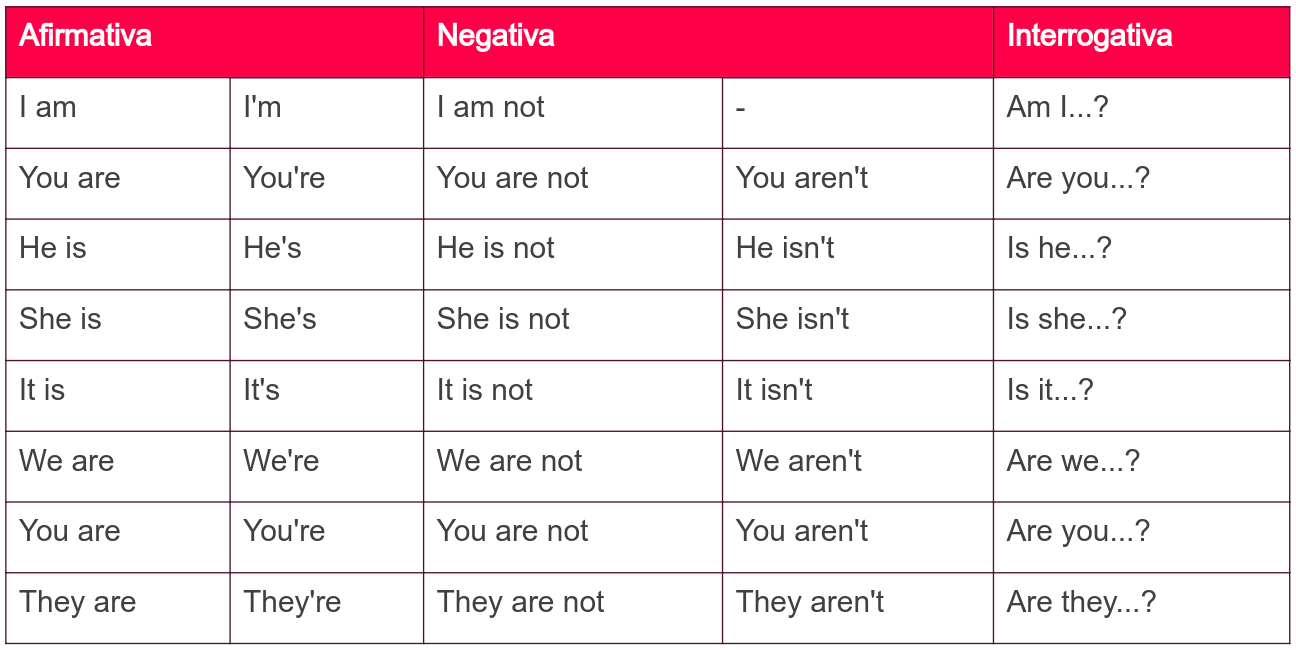 Afirmativa Negativa Interrogativa
I am I'm I am not - Am I...?
You are You're You are not You aren't Are you...?
He is He's He is not He isn't Is he...?
She is She's She is not She isn't Is she...?
It is It's It is not It isn't Is it...?
We are We're We are not We aren't Are we...?
You are You're You are not You aren't Are you...?
They are They're They are not They aren't Are they...?